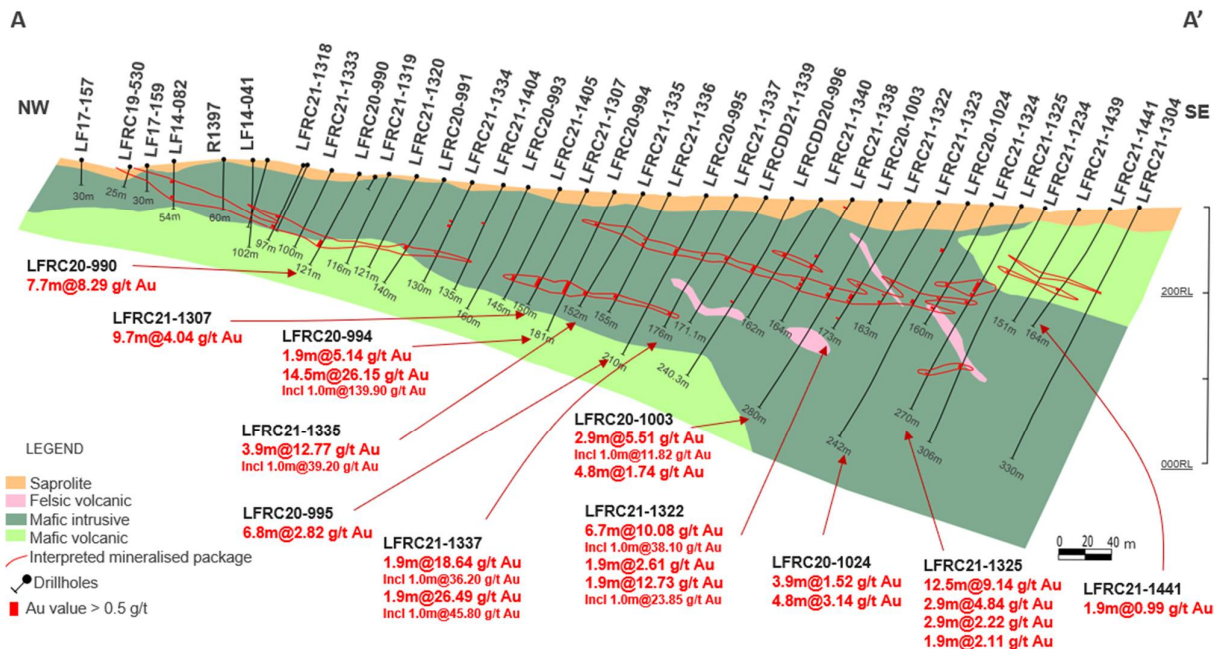 A
A'
NW
SE
LF17-157
LFRC19-530
LF17-159
LF14-082
R1397
LF14-041
LFRC21-1318
LFRC21-1333
LFRC20-990
LFRC21-1319
LFRC21-1320
LFRC20-991
LFRC21-1334
LFRC21-1404
LFRC20-993
LFRC21-1405
LFRC21-1307
LFRC20-994
LFRC21-1335
LFRC21-1336
LFRC20-995
LFRC21-1337
LFRCDD21-1339
LFRCDD20-996
LFRC21-1340
LFRC21-1338
LFRC20-1003
LFRC21-1322
LFRC21-1323
LFRC20-1024
LFRC21-1324
LFRC21-1325
LFRC21-1234
LFRC21-1439
LFRC21-1441
LFRC21-1304
30m
25m
30m
54m
60m
102m
97m
100m
121m
116m
121m
140m
130m
135m
160m
145m
150m
181m
152m
155m
210m
176m
171.1m
240.3m
162m
280m
164m
173m
242m
163m
270m
160m
306m
330m
151m
164m
200RL
000RL
LFRC20-990
7.7m@8.29 g/t Au
LFRC21-1307
9.7m@4.04 g/t Au
LFRC20-994
1.9m@5.14 g/t Au
14.5m@26.15 g/t Au
Incl 1.0m@139.90 g/t Au
LFRC21-1335
3.9m@12.77 g/t Au
Incl 1.0m@39.20 g/t Au
LFRC20-995
6.8m@2.82 g/t Au
LFRC21-1337
1.9m@18.64 g/t Au
Incl 1.0m@36.20 g/t Au
1.9m@26.49 g/t Au
Incl 1.0m@45.80 g/t Au
LFRC20-1003
2.9m@5.51 g/t Au
Incl 1.0m@11.82 g/t Au
4.8m@1.74 g/t Au
LFRC21-1322
6.7m@10.08 g/t Au
Incl 1.0m@38.10 g/t Au
1.9m@2.61 g/t Au
1.9m@12.73 g/t Au
Incl 1.0m@23.85 g/t Au
LFRC20-1024
3.9m@1.52 g/t Au
4.8m@3.14 g/t Au
LFRC21-1325
12.5m@9.14 g/t Au
2.9m@4.84 g/t Au
2.9m@2.22 g/t Au
1.9m@2.11 g/t Au
LFRC21-1441
1.9m@0.99 g/t Au
0 20 40 m
LEGEND
Saprolite
Felsic volcanic
Mafic intrusive
Mafic volcanic
Interpreted mineralised package
Drillholes
Au value > 0.5 g/t